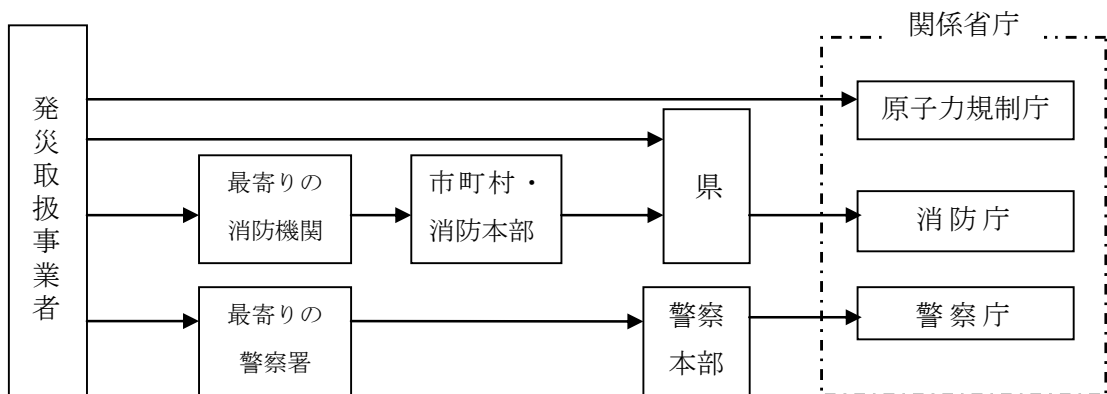 関係省庁
発災取扱事業者
原子力規制庁
県
最寄りの
消防機関
市町村・
消防本部
消防庁
最寄りの
警察署
警察
本部
警察庁